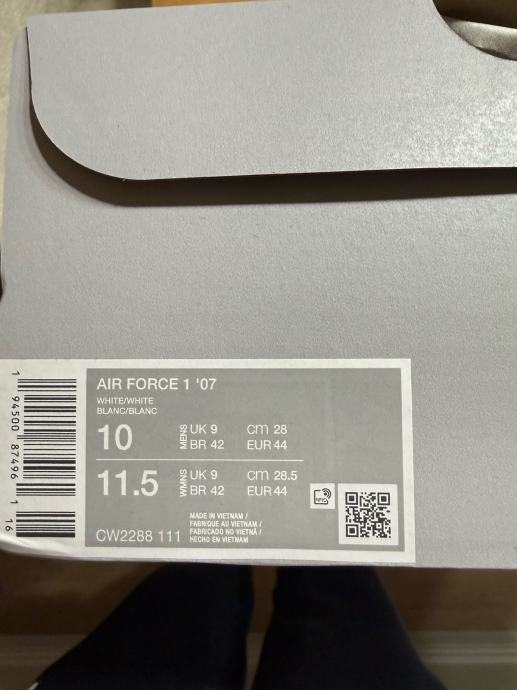 AIR FORCE 1 '07
WHITE/WHITE
BLANC/BLANC
10 MENS UK 9 CM 28
BR 42 EUR 44
11.5 WMNS UK 9 CM 28.5
BR 42 EUR 44
RFID
MADE IN VIETNAM /
FABRIQUE AU VIETNAM /
FABRICADO NO VIETNÃ /
HECHO EN VIETNAM
CW2288 111
1 94500 87496 1 16